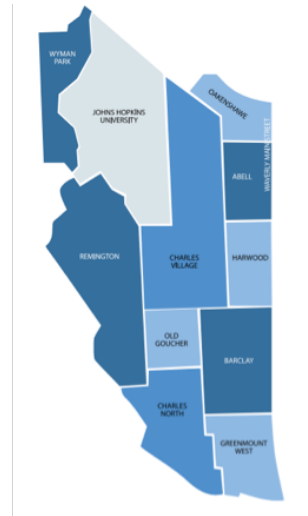 WYMAN
PARK
JOHNS HOPKINS
UNIVERSITY
OAKENSHAWE
WAVERLY MAIN STREET
ABELL
REMINGTON
CHARLES
VILLAGE
HARWOOD
OLD
GOUCHER
BARCLAY
CHARLES
NORTH
GREENMOUNT
WEST